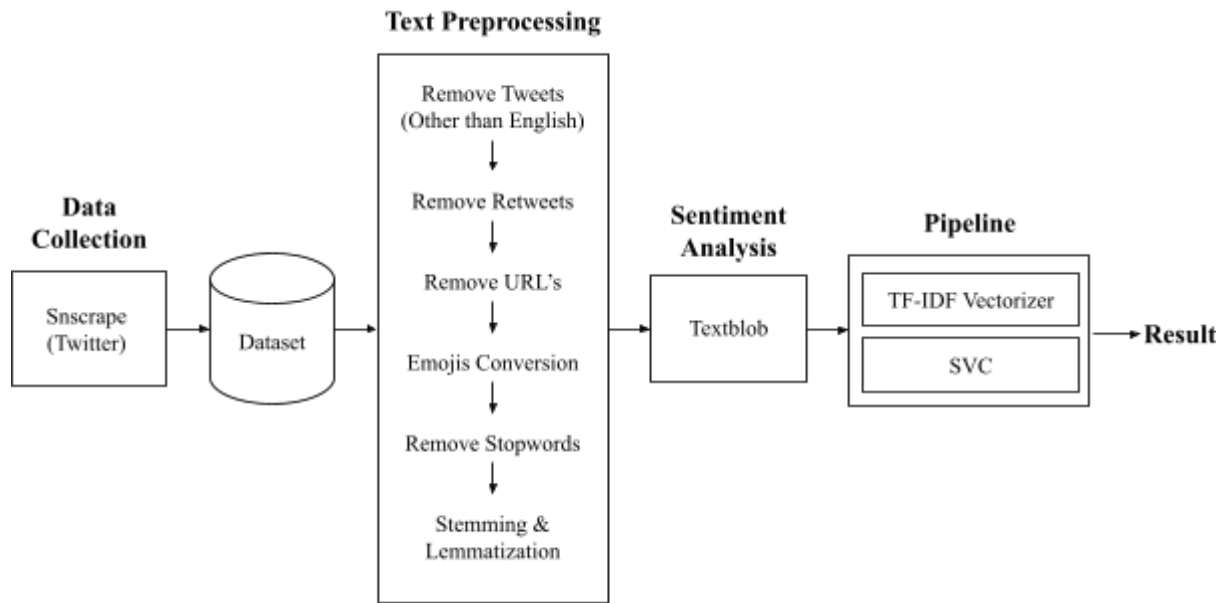 Data
Collection
Snscrape
(Twitter)
Dataset
Text Preprocessing
Remove Tweets
(Other than English)
Remove Retweets
Remove URL's
Emojis Conversion
Remove Stopwords
Stemming &
Lemmatization
Sentiment
Analysis
Textblob
Pipeline
TF-IDF Vectorizer
SVC
Result